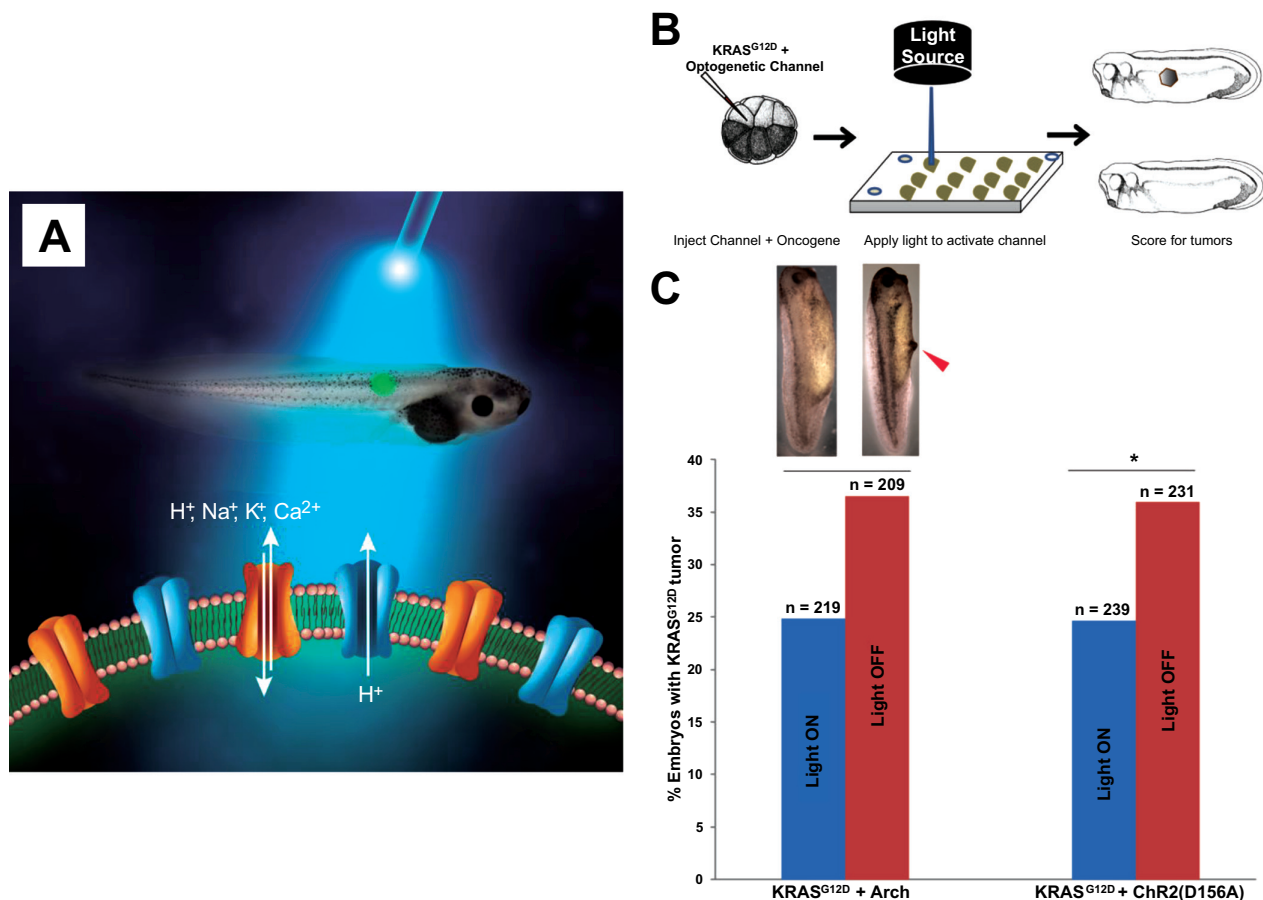 A
H⁺, Na⁺, K⁺, Ca²⁺
H⁺
B
KRASᴳ¹²ᴰ +
Optogenetic Channel
Light
Source
Inject Channel + Oncogene
Apply light to activate channel
Score for tumors
C
% Embryos with KRASᴳ¹²ᴰ tumor
40
35
30
25
20
15
10
5
0
n = 219
Light ON
n = 209
Light OFF
*
n = 239
Light ON
n = 231
Light OFF
KRASᴳ¹²ᴰ + Arch
KRASᴳ¹²ᴰ + ChR2(D156A)